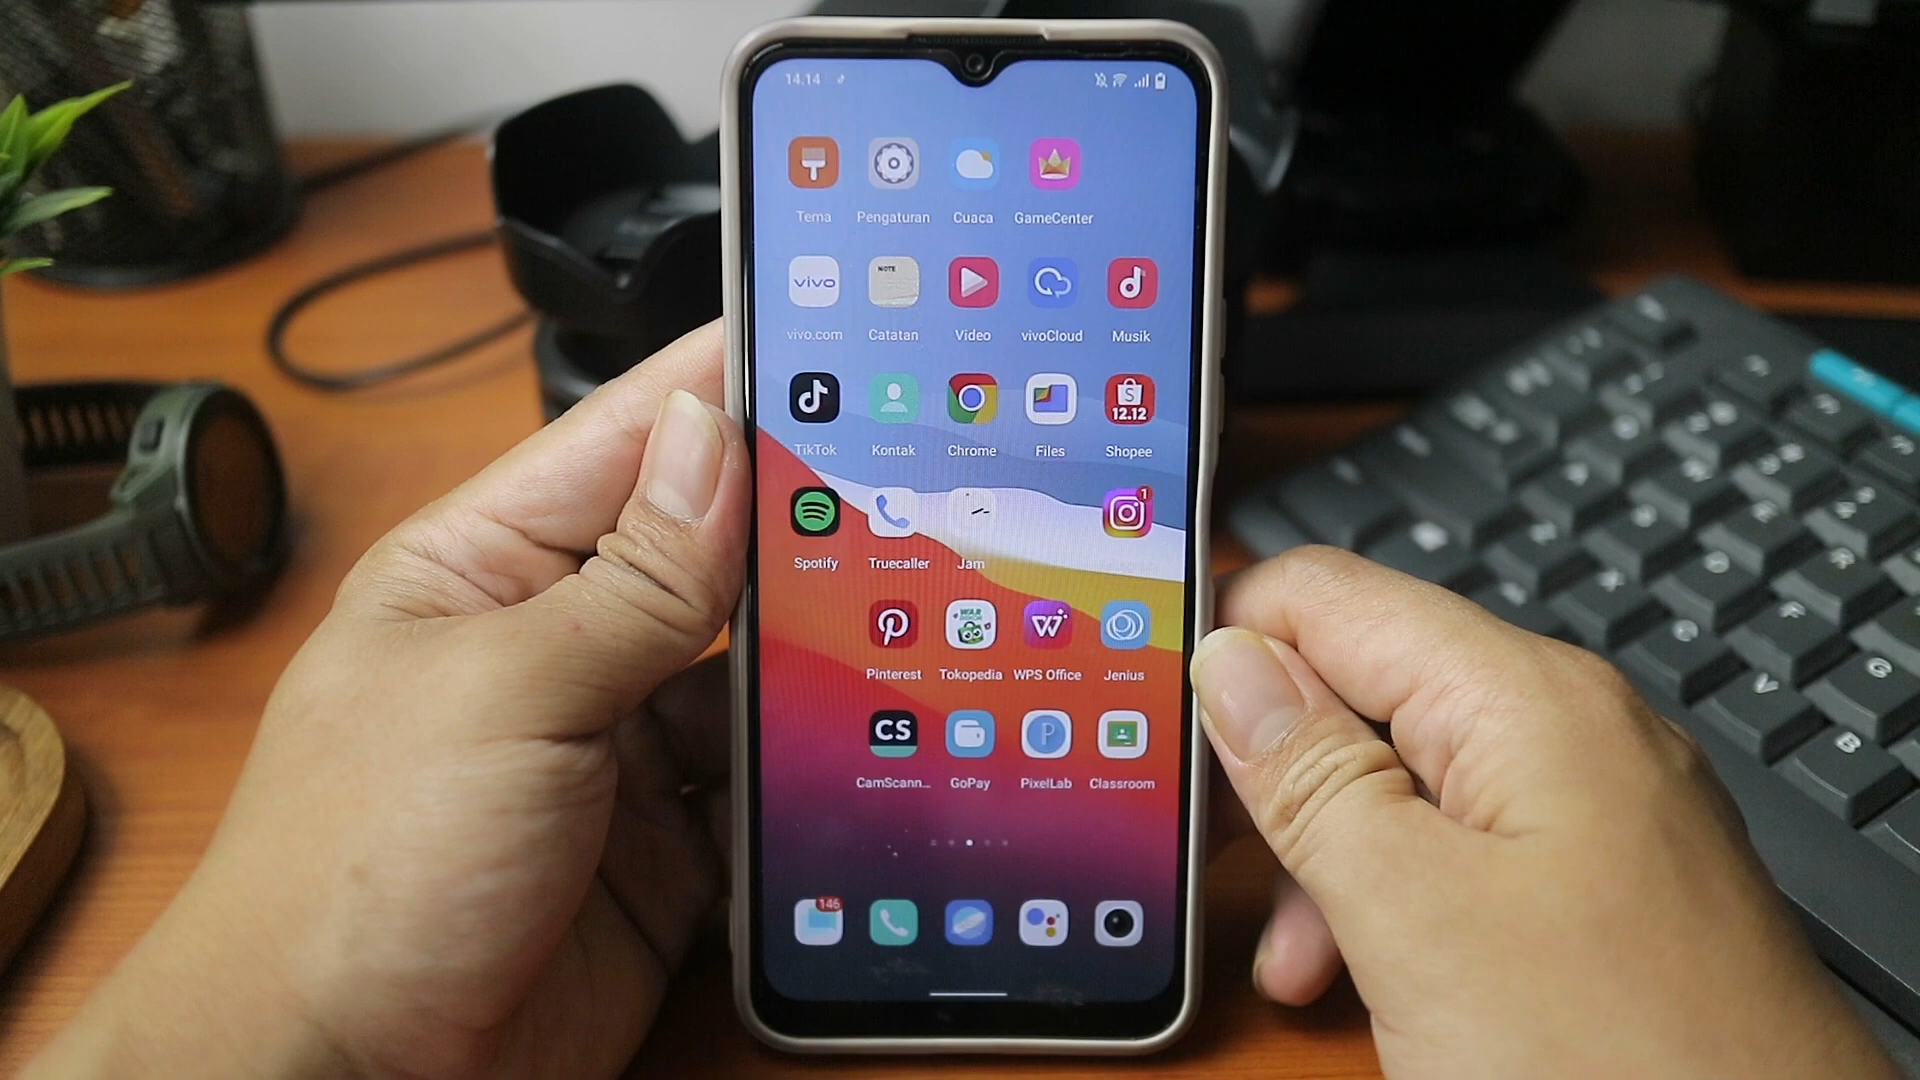 14.14
Tema Pengaturan Cuaca GameCenter
vivo NOTE
vivo.com Catatan Video vivoCloud Musik
S
12.12
TikTok Kontak Chrome Files Shopee
1
Spotify Truecaller Jam
W
Pinterest Tokopedia WPS Office Jenius
CS P
CamScann... GoPay PixelLab Classroom
146
C
V
B
G